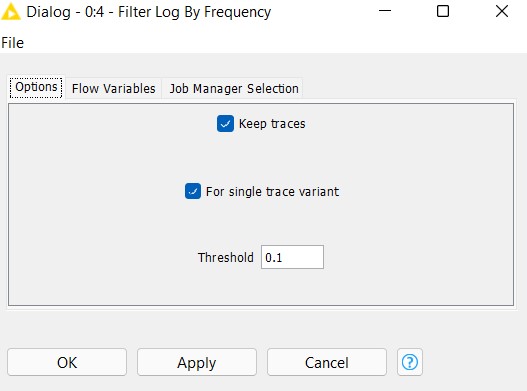 Dialog - 0:4 - Filter Log By Frequency
File
Options Flow Variables Job Manager Selection
Keep traces
For single trace variant
Threshold 0.1
OK Apply Cancel ?